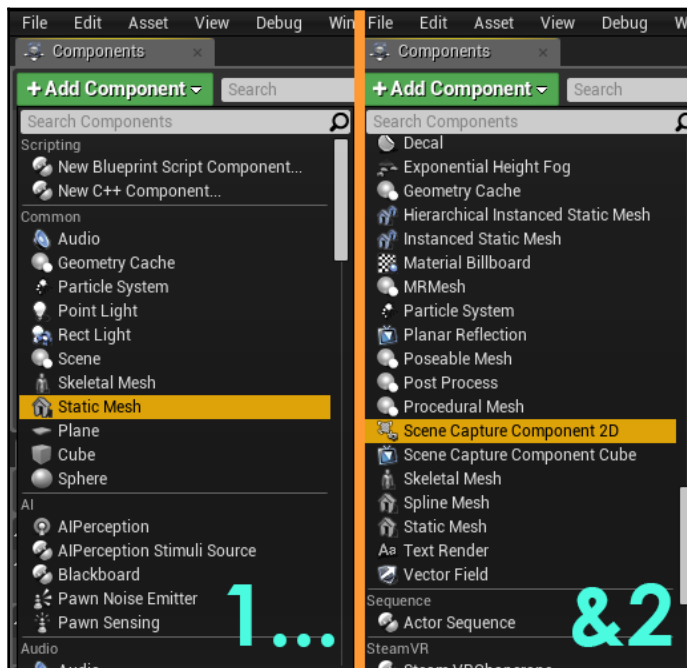 File Edit Asset View Debug Win
Components
+Add Component
Search
Search Components
Scripting
New Blueprint Script Component...
New C++ Component...
Common
Audio
Geometry Cache
Particle System
Point Light
Rect Light
Scene
Skeletal Mesh
Static Mesh
Plane
Cube
Sphere
AI
AIPerception
AIPerception Stimuli Source
Blackboard
Pawn Noise Emitter
Pawn Sensing
Audio
Audio
1...
File Edit Asset View Debug W
Components
+Add Component
Search
Search Components
Decal
Exponential Height Fog
Geometry Cache
Hierarchical Instanced Static Mesh
Instanced Static Mesh
Material Billboard
MRMesh
Particle System
Planar Reflection
Poseable Mesh
Post Process
Procedural Mesh
Scene Capture Component 2D
Scene Capture Component Cube
Skeletal Mesh
Spline Mesh
Static Mesh
Aa Text Render
Vector Field
Sequence
Actor Sequence
SteamVR
&2